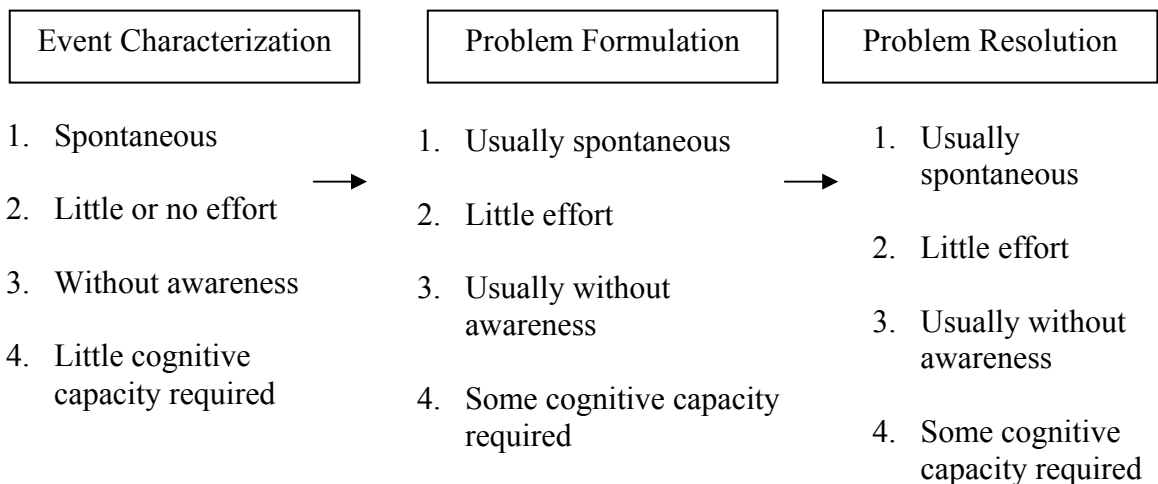 Event Characterization
1. Spontaneous
2. Little or no effort
3. Without awareness
4. Little cognitive
capacity required
Problem Formulation
1. Usually spontaneous
2. Little effort
3. Usually without
awareness
4. Some cognitive capacity
required
Problem Resolution
1. Usually
spontaneous
2. Little effort
3. Usually without
awareness
4. Some cognitive
capacity required